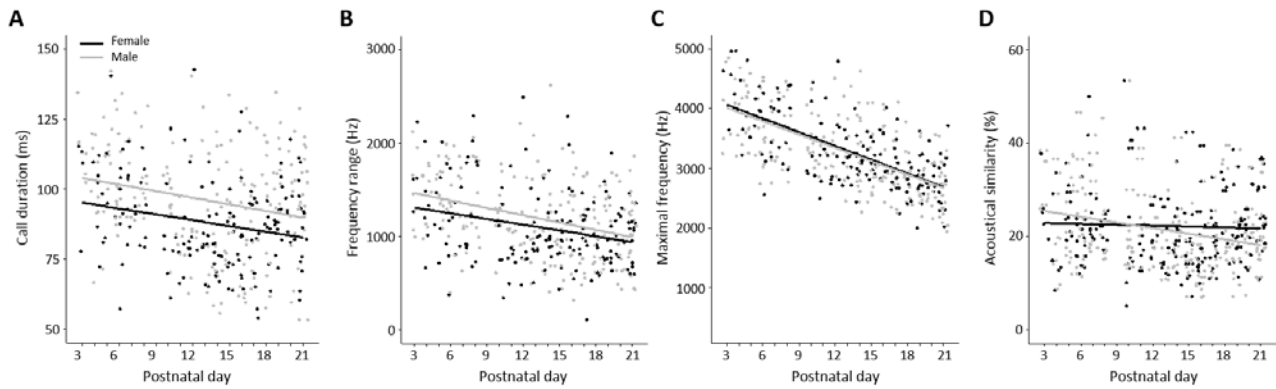 A
Female
Male
Call duration (ms)
150
125
100
75
50
3 6 9 12 15 18 21
Postnatal day
B
Frequency range (Hz)
3000
2000
1000
0
3 6 9 12 15 18 21
Postnatal day
C
Maximal frequency (Hz)
5000
4000
3000
2000
1000
3 6 9 12 15 18 21
Postnatal day
D
Acoustical similarity (%)
60
40
20
0
3 6 9 12 15 18 21
Postnatal day